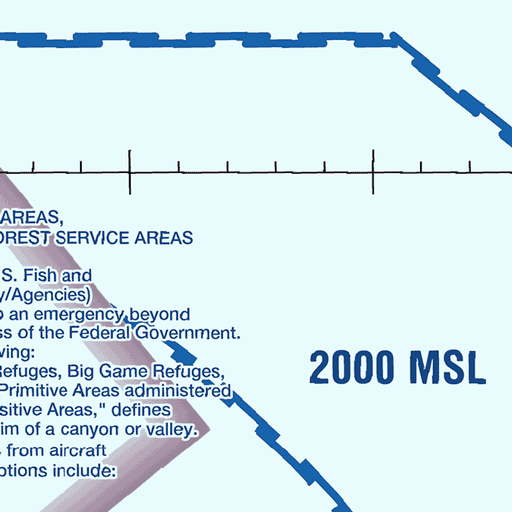 AREAS,
OREST SERVICE AREAS
S. Fish and
y/Agencies)
o an emergency beyond
ss of the Federal Government.
wing:
Refuges, Big Game Refuges,
Primitive Areas administered
sitive Areas," defines
im of a canyon or valley.
s from aircraft
ptions include:
2000 MSL